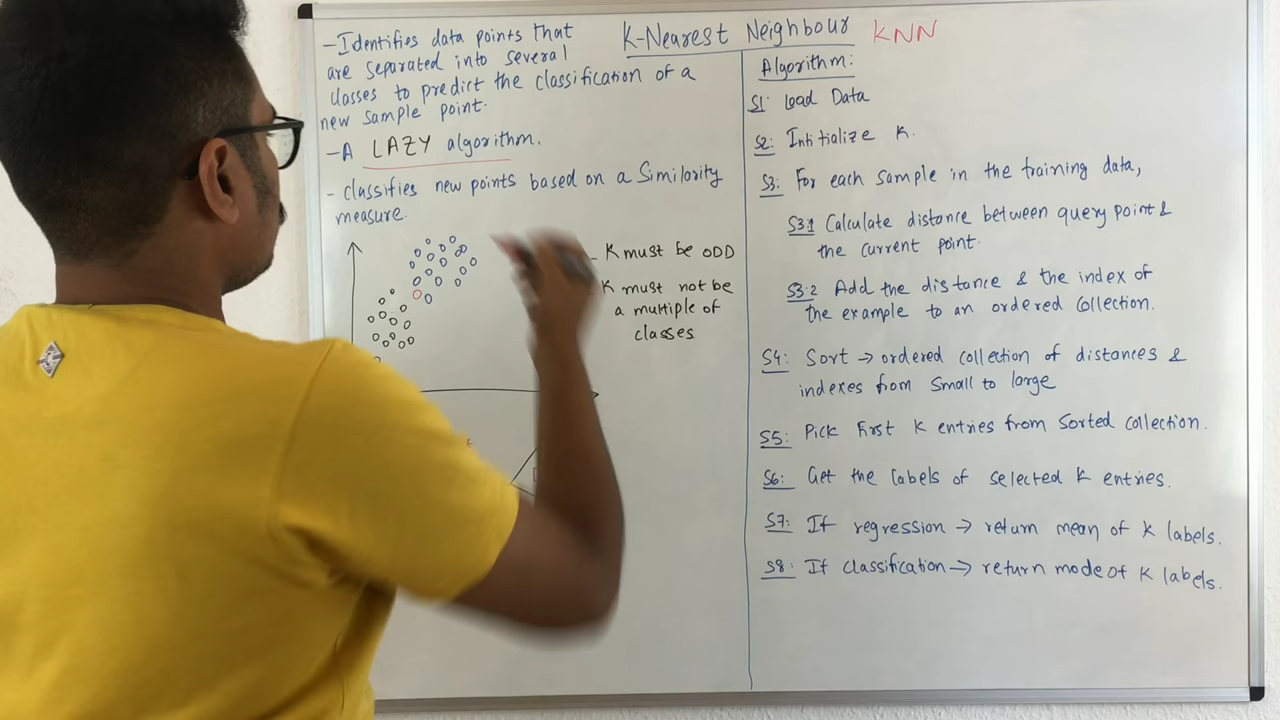 K-Nearest Neighbour KNN
-Identifies data points that
are separated into several
classes to predict the classification of a
new sample point.
-A LAZY algorithm.
- classifies new points based on a Similarity
measure.
- K must be ODD
K must not be
a multiple of
classes
Algorithm:
S1: Load Data
S2: Intitialize K.
S3: For each sample in the training data,
S3.1 Calculate distance between query point &
the current point.
S3.2 Add the distance & the index of
the example to an ordered collection.
S4: Sort → ordered collection of distances &
indexes from small to large
S5: Pick first K entries from sorted collection.
S6: Get the labels of selected K entries.
S7: If regression → return mean of K labels.
S8: If classification → return mode of K labels.